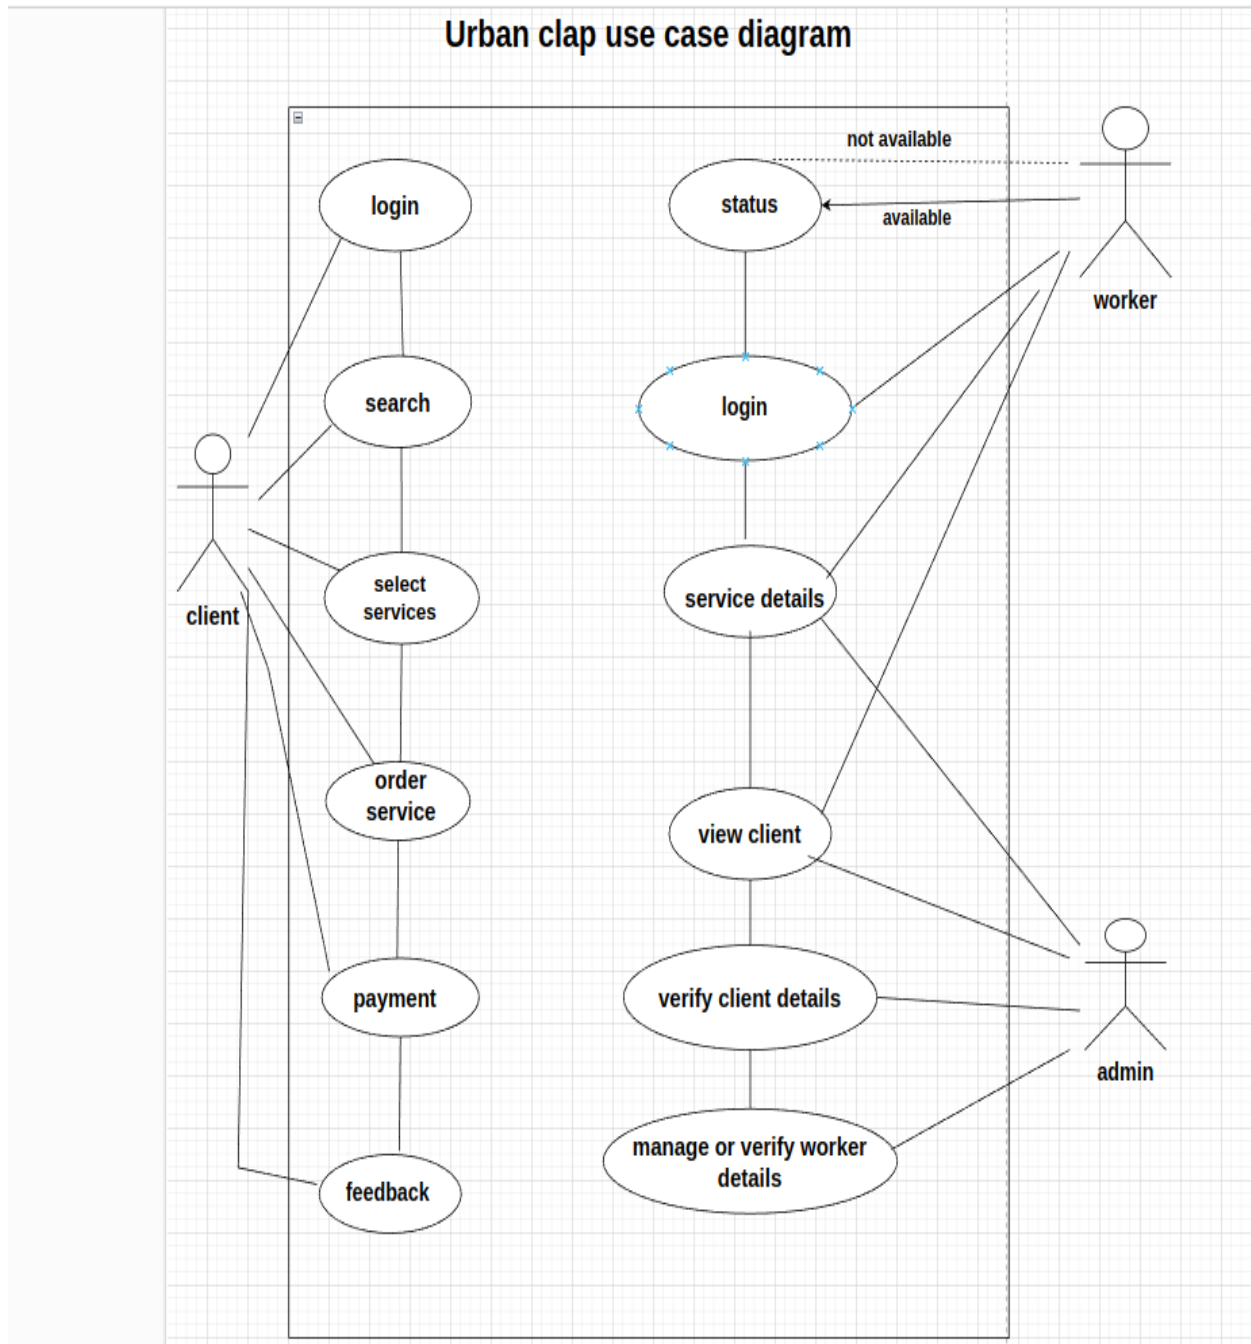 Urban clap use case diagram
not available
login
status
available
worker
search
login
select
services
service details
client
order
service
view client
payment
verify client details
admin
manage or verify worker
details
feedback